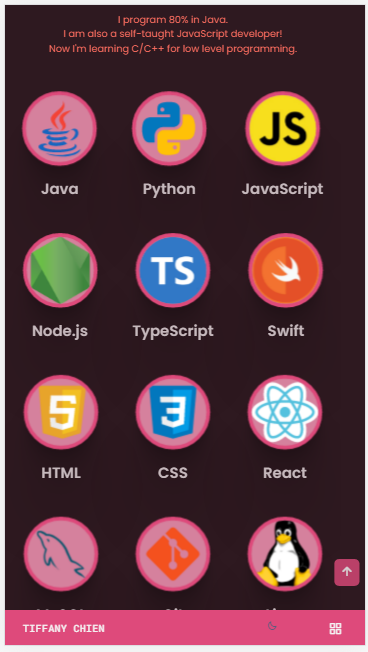 I program 80% in Java.
I am also a self-taught JavaScript developer!
Now I'm learning C/C++ for low level programming.
JS
Java Python JavaScript
TS
Node.js TypeScript Swift
5 3
HTML CSS React
TIFFANY CHIEN